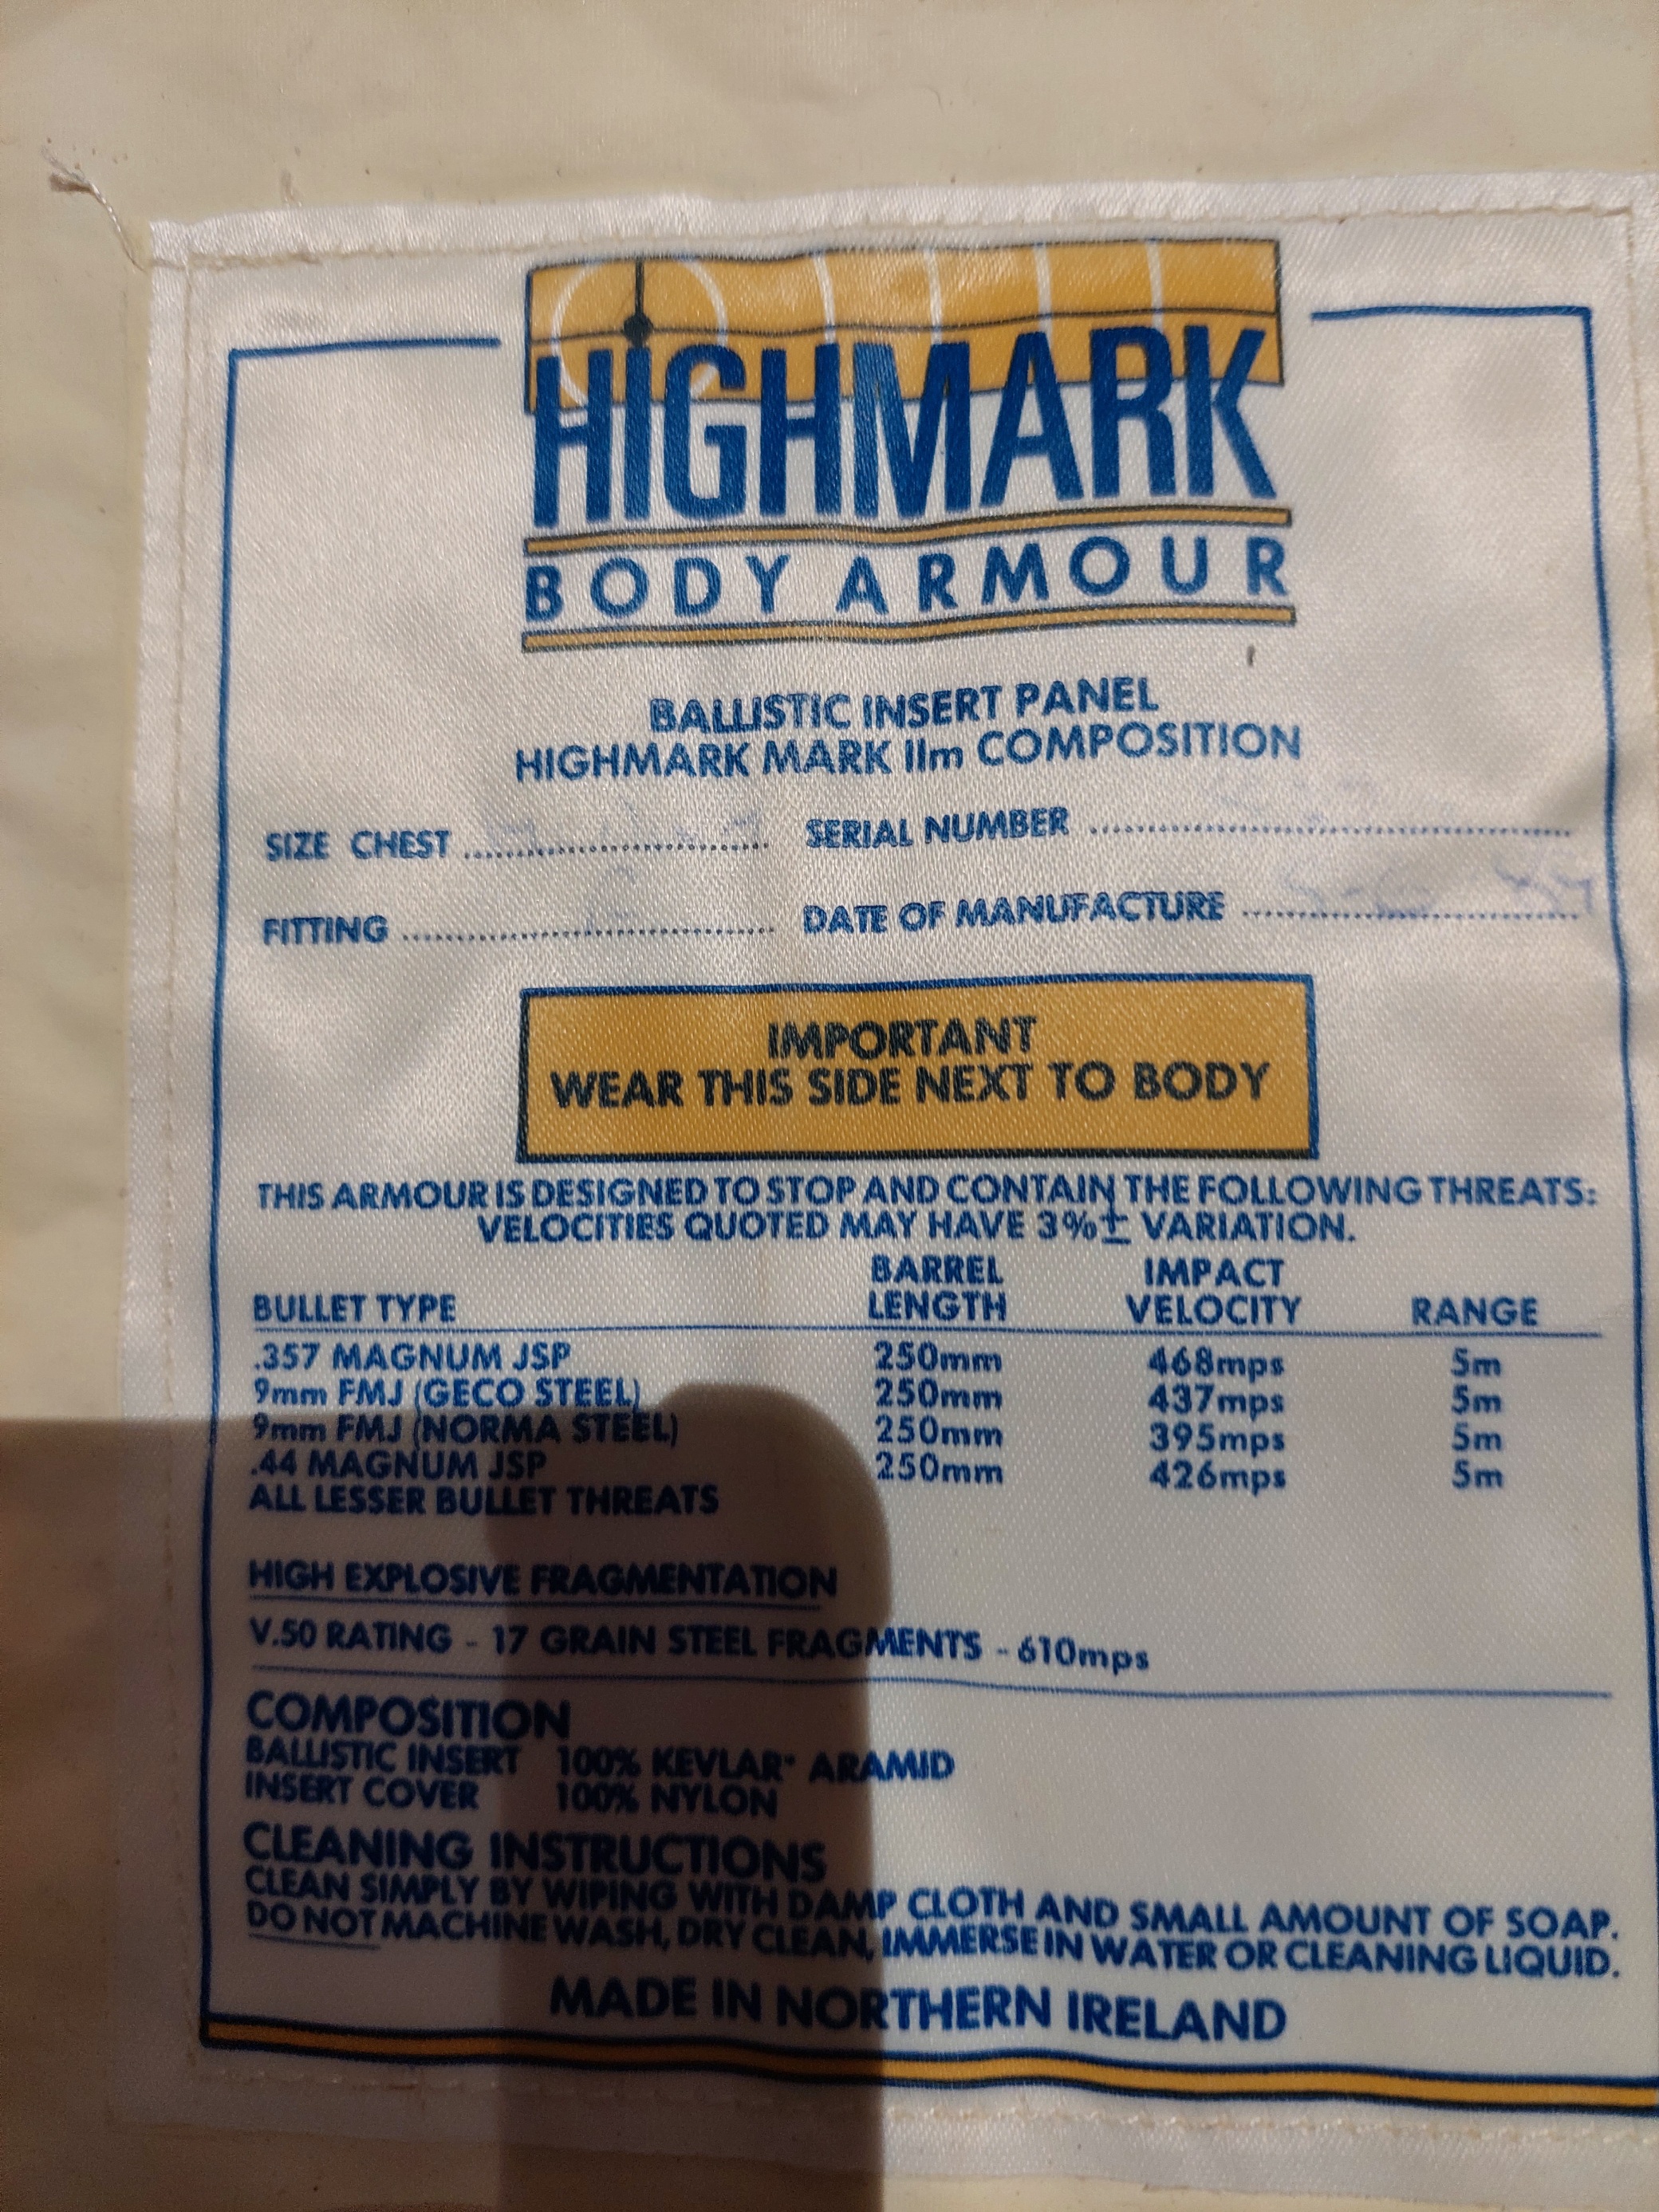 HIGHMARK
BODY ARMOUR
BALLISTIC INSERT PANEL
HIGHMARK MARK IIm COMPOSITION
SIZE CHEST .......... SERIAL NUMBER ..........
FITTING .......... DATE OF MANUFACTURE ..........
IMPORTANT
WEAR THIS SIDE NEXT TO BODY
THIS ARMOUR IS DESIGNED TO STOP AND CONTAIN THE FOLLOWING THREATS:
VELOCITIES QUOTED MAY HAVE 3%± VARIATION.
BULLET TYPE BARREL LENGTH IMPACT VELOCITY RANGE
.357 MAGNUM JSP 250mm 468mps 5m
9mm FMJ (GECO STEEL) 250mm 437mps 5m
9mm FMJ (NORMA STEEL) 250mm 395mps 5m
.44 MAGNUM JSP 250mm 426mps 5m
ALL LESSER BULLET THREATS
HIGH EXPLOSIVE FRAGMENTATION
V.50 RATING - 17 GRAIN STEEL FRAGMENTS - 610mps
COMPOSITION
BALLISTIC INSERT 100% KEVLAR* ARAMID
INSERT COVER 100% NYLON
CLEANING INSTRUCTIONS
CLEAN SIMPLY BY WIPING WITH DAMP CLOTH AND SMALL AMOUNT OF SOAP.
DO NOT MACHINE WASH, DRY CLEAN, IMMERSE IN WATER OR CLEANING LIQUID.
MADE IN NORTHERN IRELAND